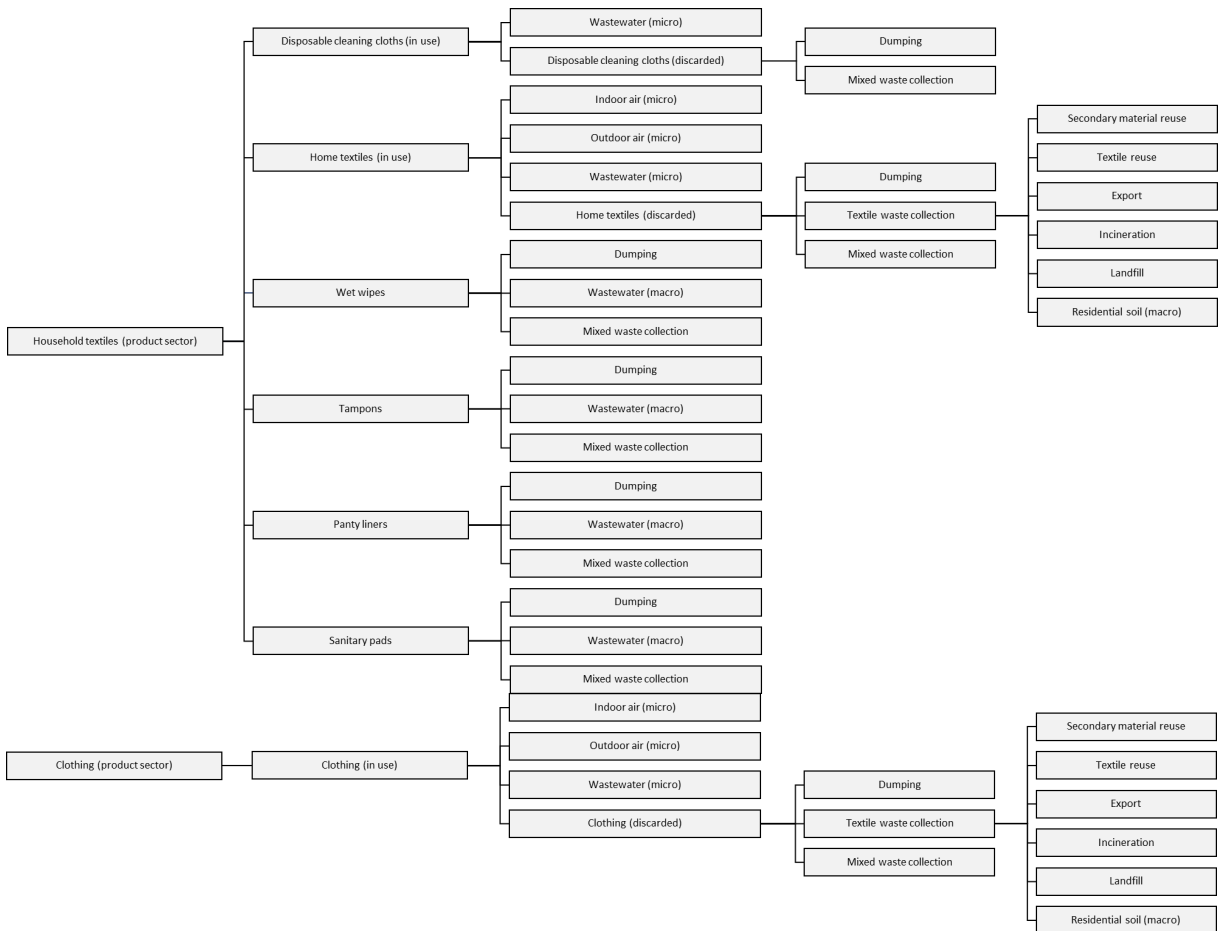 Household textiles (product sector)
Disposable cleaning cloths (in use)
Wastewater (micro)
Disposable cleaning cloths (discarded)
Dumping
Mixed waste collection
Home textiles (in use)
Indoor air (micro)
Outdoor air (micro)
Wastewater (micro)
Home textiles (discarded)
Dumping
Textile waste collection
Secondary material reuse
Textile reuse
Export
Incineration
Landfill
Residential soil (macro)
Mixed waste collection
Wet wipes
Dumping
Wastewater (macro)
Mixed waste collection
Tampons
Dumping
Wastewater (macro)
Mixed waste collection
Panty liners
Dumping
Wastewater (macro)
Mixed waste collection
Sanitary pads
Dumping
Wastewater (macro)
Mixed waste collection
Clothing (product sector)
Clothing (in use)
Indoor air (micro)
Outdoor air (micro)
Wastewater (micro)
Clothing (discarded)
Dumping
Textile waste collection
Secondary material reuse
Textile reuse
Export
Incineration
Landfill
Residential soil (macro)
Mixed waste collection